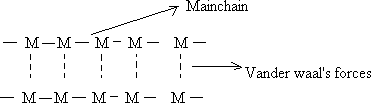 Mainchain
— M — M — M – M — M —
Vander waal's forces
— M — M — M – M — M —